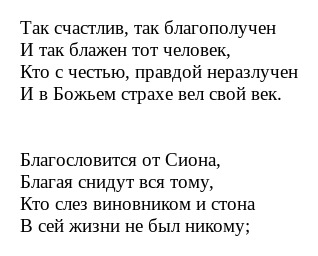 Так счастлив, так благополучен
И так блажен тот человек,
Кто с честью, правдой неразлучен
И в Божьем страхе вел свой век.
Благословится от Сиона,
Благая снидут вся тому,
Кто слез виновником и стона
В сей жизни не был никому;